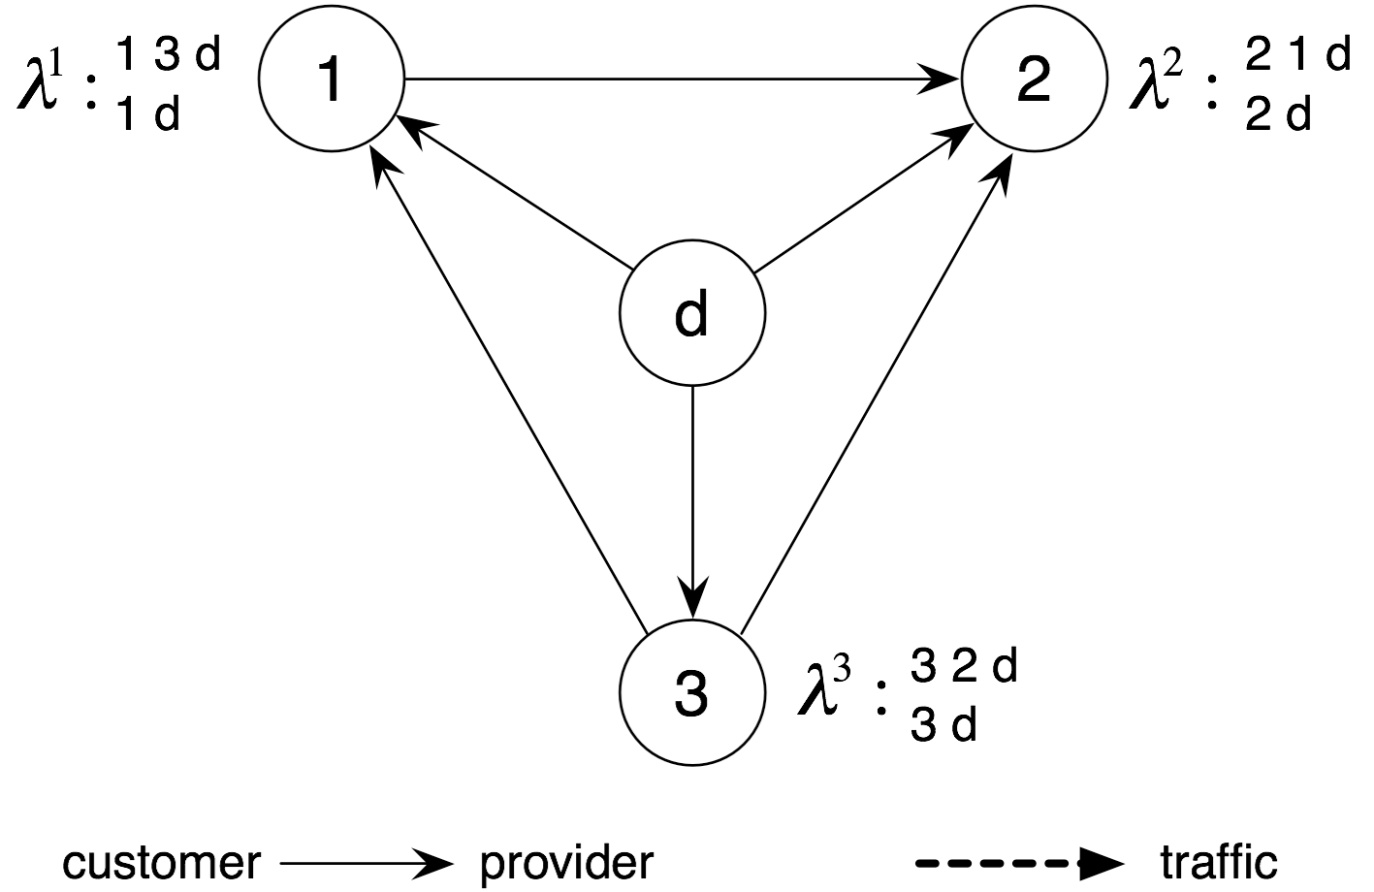 λ¹ : 1 3 d
1 d
1
2
λ² : 2 1 d
2 d
d
3
λ³ : 3 2 d
3 d
customer
provider
traffic